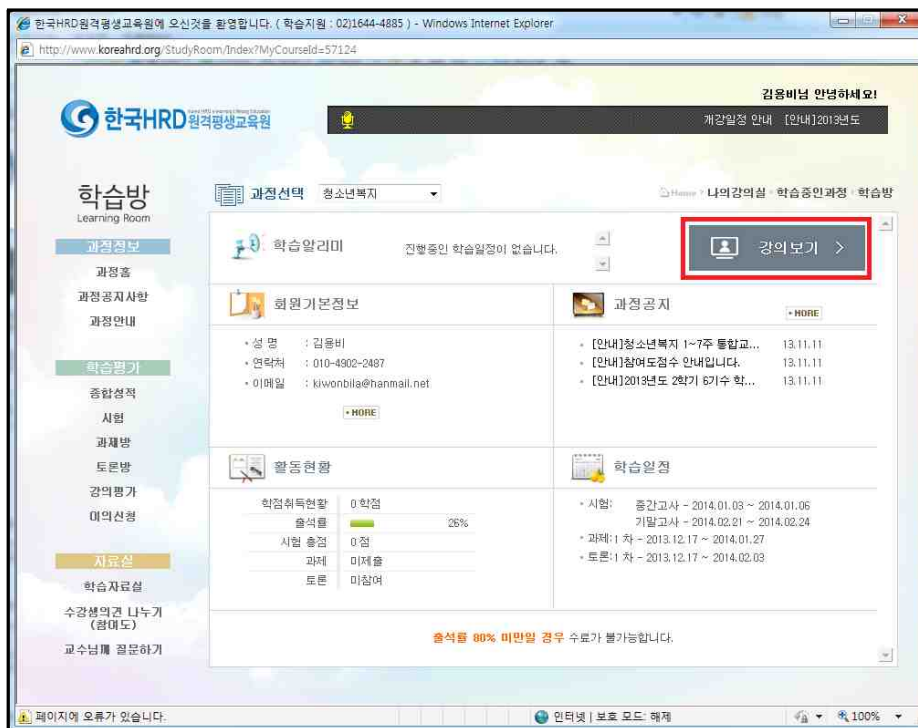 한국HRD원격평생교육원에 오신것을 환영합니다. ( 학습지원 : 02)1644-4885 ) - Windows Internet Explorer
http://www.koreahrd.org/StudyRoom/Index?MyCourseId=57124
김용비님 안녕하세요!
한국HRD원격평생교육원
개강일정 안내 [안내]2013년도
학습방
Learning Room
과정선택 청소년복지
Home > 나의강의실 > 학습중인과정 > 학습방
과정정보
과정홈
과정공지사항
과정안내
학습평가
종합성적
시험
과제방
토론방
강의평가
이의신청
자료실
학습자료실
수강생의견 나누기
(참여도)
교수님께 질문하기
학습알리미 진행중인 학습일정이 없습니다.
강의보기 >
회원기본정보
• 성 명 : 김용비
• 연락처 : 010-4902-2487
• 이메일 : kiwonbila@hanmail.net
• MORE
과정공지
• MORE
• [안내]청소년복지 1~7주 통합교... 13.11.11
• [안내]참여도점수 안내입니다. 13.11.11
• [안내]2013년도 2학기 6기수 학... 13.11.11
활동현황
학점취득현황 0 학점
출석률 26%
시험 총점 0 점
과제 미제출
토론 미참여
학습일정
• 시험: 중간고사 - 2014.01.03 ~ 2014.01.06
기말고사 - 2014.02.21 ~ 2014.02.24
• 과제:1 차 - 2013.12.17 ~ 2014.01.27
• 토론:1 차 - 2013.12.17 ~ 2014.02.03
출석률 80% 미만일 경우 수료가 불가능합니다.
페이지에 오류가 있습니다.
인터넷 | 보호 모드: 해제
100%